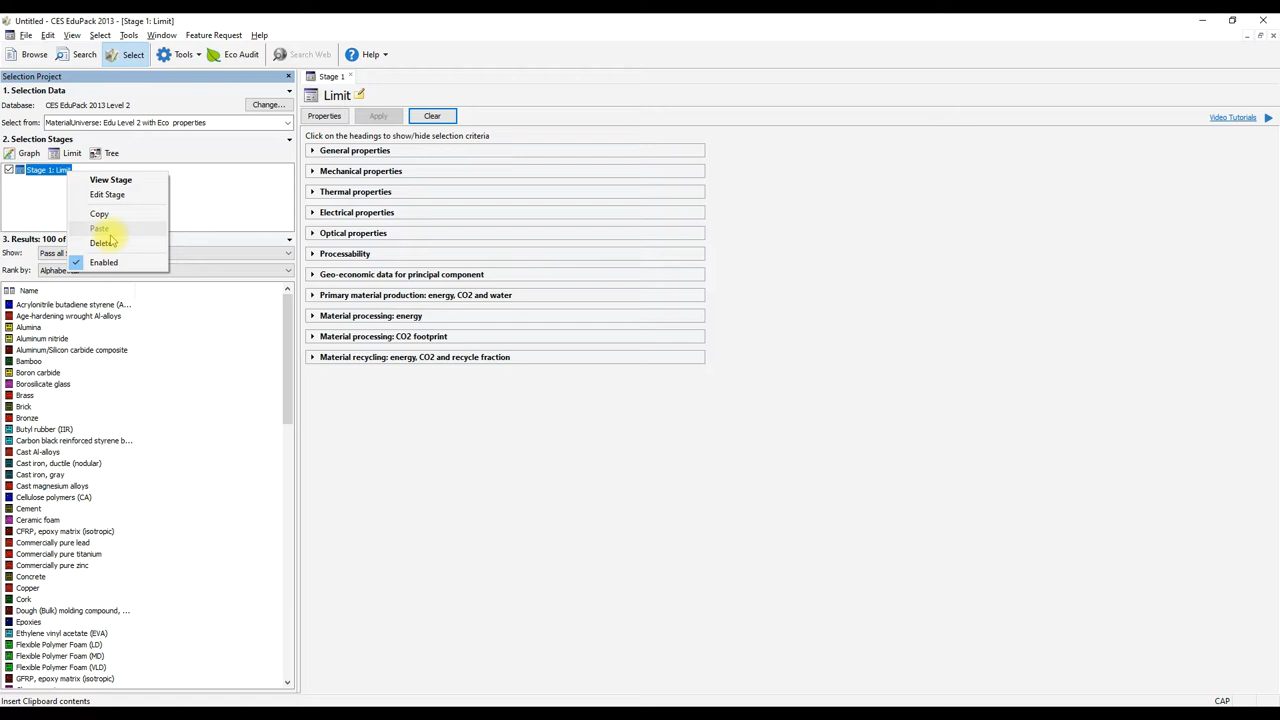 Untitled - CES EduPack 2013 - [Stage 1: Limit]
File Edit View Select Tools Window Feature Request Help
Browse Search Select Tools Eco Audit Search Web Help
Selection Project
1. Selection Data
Database: CES EduPack 2013 Level 2 Change...
Select from: MaterialUniverse: Edu Level 2 with Eco properties
2. Selection Stages
Graph Limit Tree
Stage 1: Limit
View Stage
Edit Stage
Copy
Paste
Delete
Enabled
3. Results: 100 of
Show: Pass all
Rank by:
Name
Acrylonitrile butadiene styrene (A...
Age-hardening wrought Al-alloys
Alumina
Aluminum nitride
Aluminum/Silicon carbide composite
Bamboo
Boron carbide
Borosilicate glass
Brass
Brick
Bronze
Butyl rubber (IIR)
Carbon black reinforced styrene b...
Cast Al-alloys
Cast iron, ductile (nodular)
Cast iron, gray
Cast magnesium alloys
Cellulose polymers (CA)
Cement
Ceramic foam
CFRP, epoxy matrix (isotropic)
Commercially pure lead
Commercially pure titanium
Commercially pure zinc
Concrete
Copper
Cork
Dough (Bulk) molding compound, ...
Epoxies
Ethylene vinyl acetate (EVA)
Flexible Polymer Foam (LD)
Flexible Polymer Foam (MD)
Flexible Polymer Foam (VLD)
GFRP, epoxy matrix (isotropic)
Insert Clipboard contents
Stage 1
Limit
Properties Apply Clear
Video Tutorials
Click on the headings to show/hide selection criteria
General properties
Mechanical properties
Thermal properties
Electrical properties
Optical properties
Processability
Geo-economic data for principal component
Primary material production: energy, CO2 and water
Material processing: energy
Material processing: CO2 footprint
Material recycling: energy, CO2 and recycle fraction
CAP